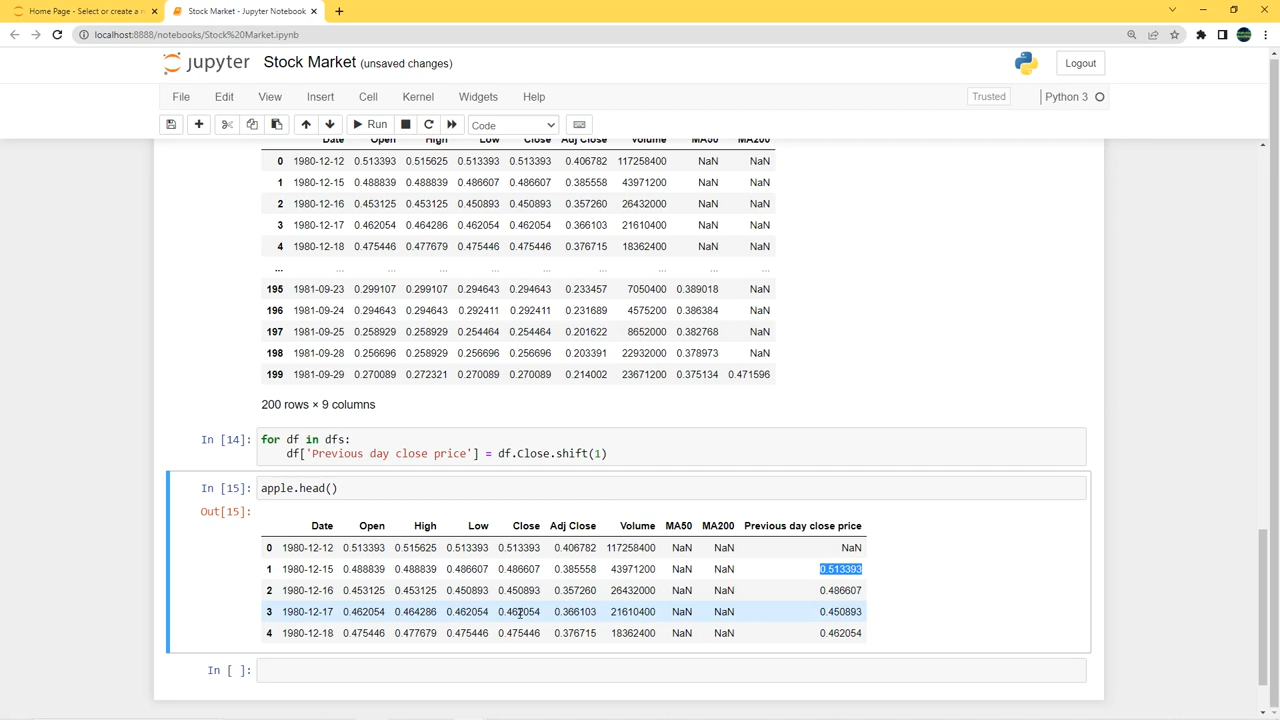 Home Page - Select or create a n
Stock Market - Jupyter Notebook
localhost:8888/notebooks/Stock%20Market.ipynb
jupyter Stock Market (unsaved changes) Logout
File Edit View Insert Cell Kernel Widgets Help Trusted Python 3
Run Code
Date Open High Low Close Adj Close Volume MA50 MA200
0 1980-12-12 0.513393 0.515625 0.513393 0.513393 0.406782 117258400 NaN NaN
1 1980-12-15 0.488839 0.488839 0.486607 0.486607 0.385558 43971200 NaN NaN
2 1980-12-16 0.453125 0.453125 0.450893 0.450893 0.357260 26432000 NaN NaN
3 1980-12-17 0.462054 0.464286 0.462054 0.462054 0.366103 21610400 NaN NaN
4 1980-12-18 0.475446 0.477679 0.475446 0.475446 0.376715 18362400 NaN NaN
... ... ... ... ... ... ... ... ... ...
195 1981-09-23 0.299107 0.299107 0.294643 0.294643 0.233457 7050400 0.389018 NaN
196 1981-09-24 0.294643 0.294643 0.292411 0.292411 0.231689 4575200 0.386384 NaN
197 1981-09-25 0.258929 0.258929 0.254464 0.254464 0.201622 8652000 0.382768 NaN
198 1981-09-28 0.256696 0.258929 0.256696 0.256696 0.203391 22932000 0.378973 NaN
199 1981-09-29 0.270089 0.272321 0.270089 0.270089 0.214002 23671200 0.375134 0.471596
200 rows × 9 columns
In [14]: for df in dfs:
df['Previous day close price'] = df.Close.shift(1)
In [15]: apple.head()
Out[15]:
Date Open High Low Close Adj Close Volume MA50 MA200 Previous day close price
0 1980-12-12 0.513393 0.515625 0.513393 0.513393 0.406782 117258400 NaN NaN NaN
1 1980-12-15 0.488839 0.488839 0.486607 0.486607 0.385558 43971200 NaN NaN 0.513393
2 1980-12-16 0.453125 0.453125 0.450893 0.450893 0.357260 26432000 NaN NaN 0.486607
3 1980-12-17 0.462054 0.464286 0.462054 0.462054 0.366103 21610400 NaN NaN 0.450893
4 1980-12-18 0.475446 0.477679 0.475446 0.475446 0.376715 18362400 NaN NaN 0.462054
In [ ]: